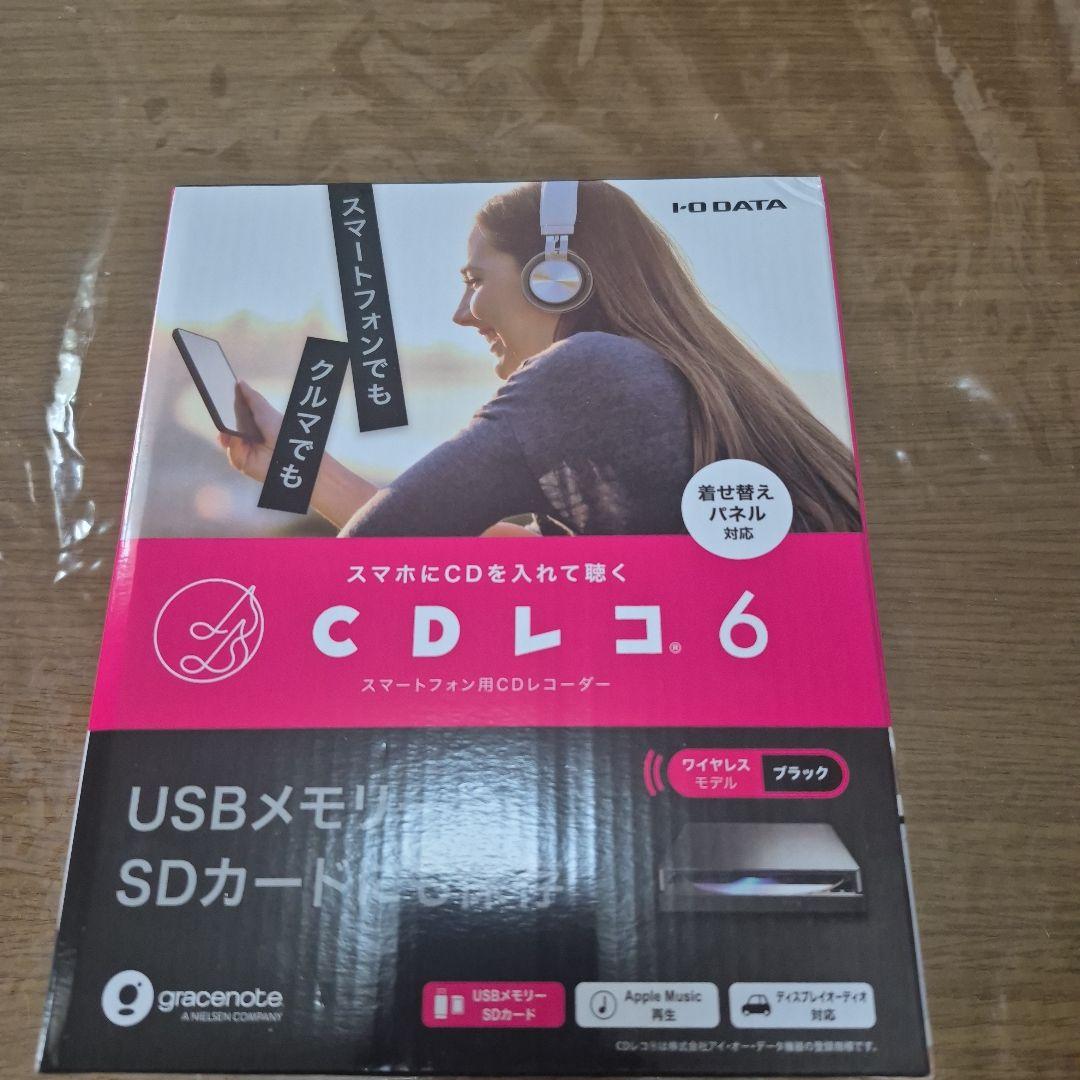 I-O DATA
スマートフォンでも
クルマでも
着せ替え
パネル
対応
スマホにCDを入れて聴く
CDレコ® 6
スマートフォン用CDレコーダー
ワイヤレス
モデル
ブラック
USBメモリ
SDカードにも保存
gracenote
A NIELSEN COMPANY
USBメモリー
SDカード
Apple Music
再生
ディスプレイオーディオ
対応
CDレコ®は株式会社アイ・オー・データ機器の登録商標です。